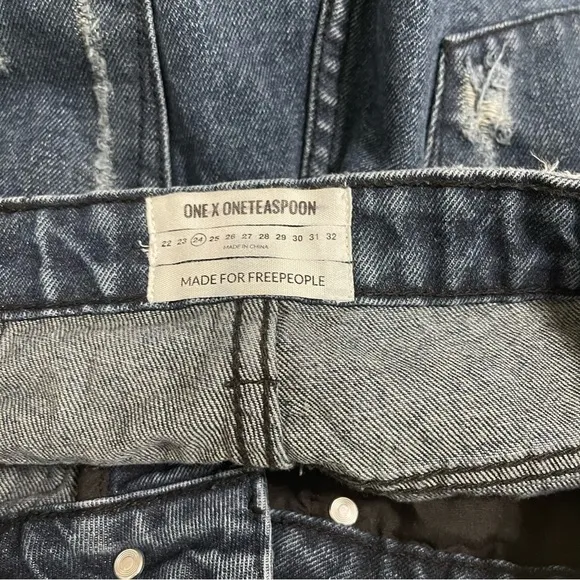 ONE X ONETEASPOON
22 23 24 25 26 27 28 29 30 31 32
MADE IN CHINA
MADE FOR FREEPEOPLE